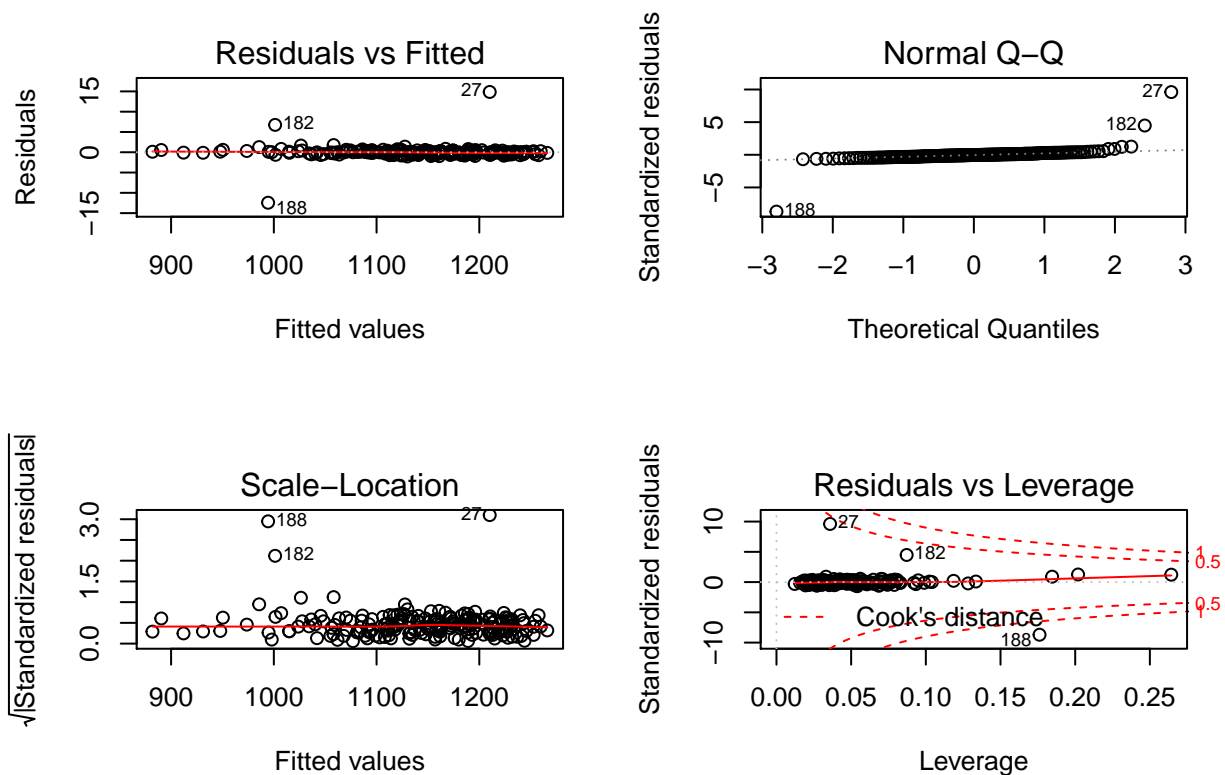 Residuals vs Fitted
Residuals
15
0
−15
27
182
188
900 1000 1100 1200
Fitted values
Normal Q−Q
Standardized residuals
5
−5
27
182
188
−3 −2 −1 0 1 2 3
Theoretical Quantiles
Scale−Location
√|Standardized residuals|
3.0
1.5
0.0
188
27
182
900 1000 1100 1200
Fitted values
Residuals vs Leverage
Standardized residuals
10
0
−10
27
182
1
0.5
0.5
1
Cook's distance
188
0.00 0.05 0.10 0.15 0.20 0.25
Leverage